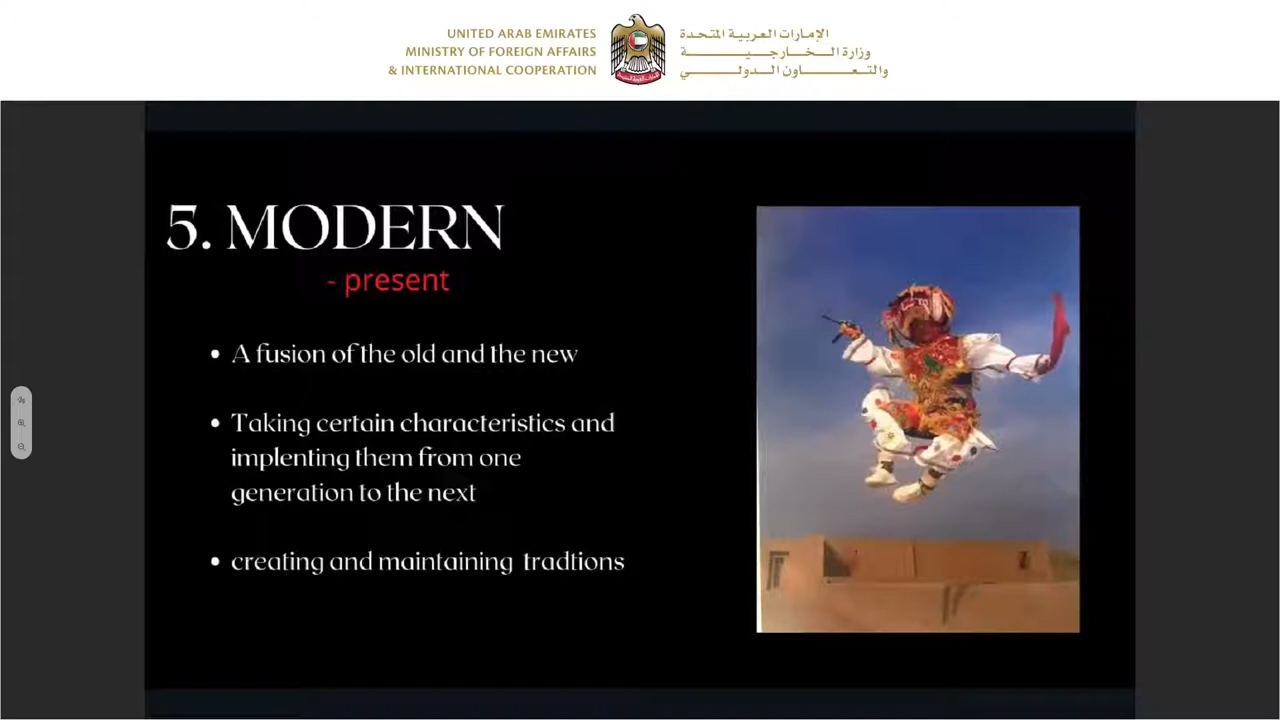 UNITED ARAB EMIRATES
MINISTRY OF FOREIGN AFFAIRS
& INTERNATIONAL COOPERATION
الإمارات العربية المتحدة
وزارة الخارجية
والتعاون الدولي
5. MODERN
- present
• A fusion of the old and the new
• Taking certain characteristics and
implenting them from one
generation to the next
• creating and maintaining tradtions